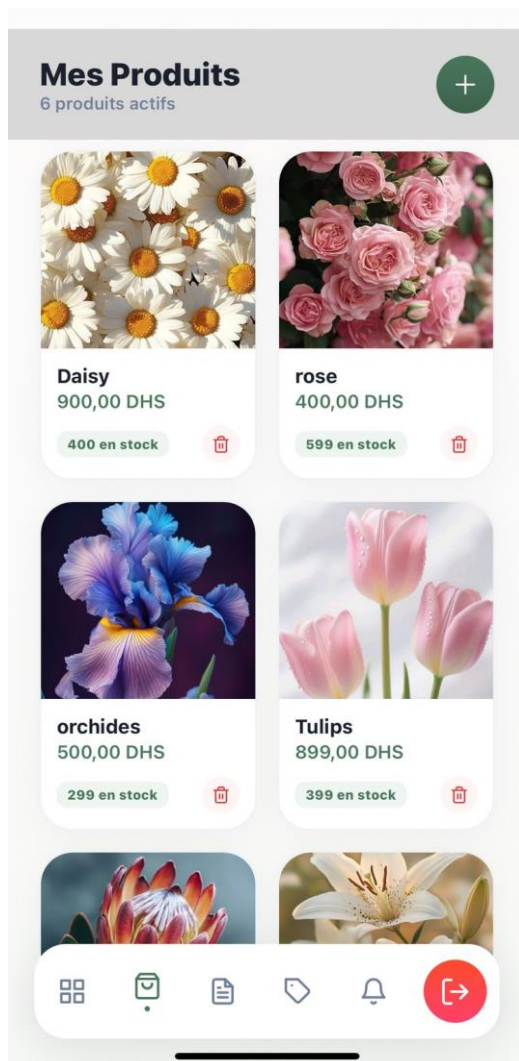 Mes Produits
6 produits actifs
Daisy
900,00 DHS
400 en stock
rose
400,00 DHS
599 en stock
orchides
500,00 DHS
299 en stock
Tulips
899,00 DHS
399 en stock